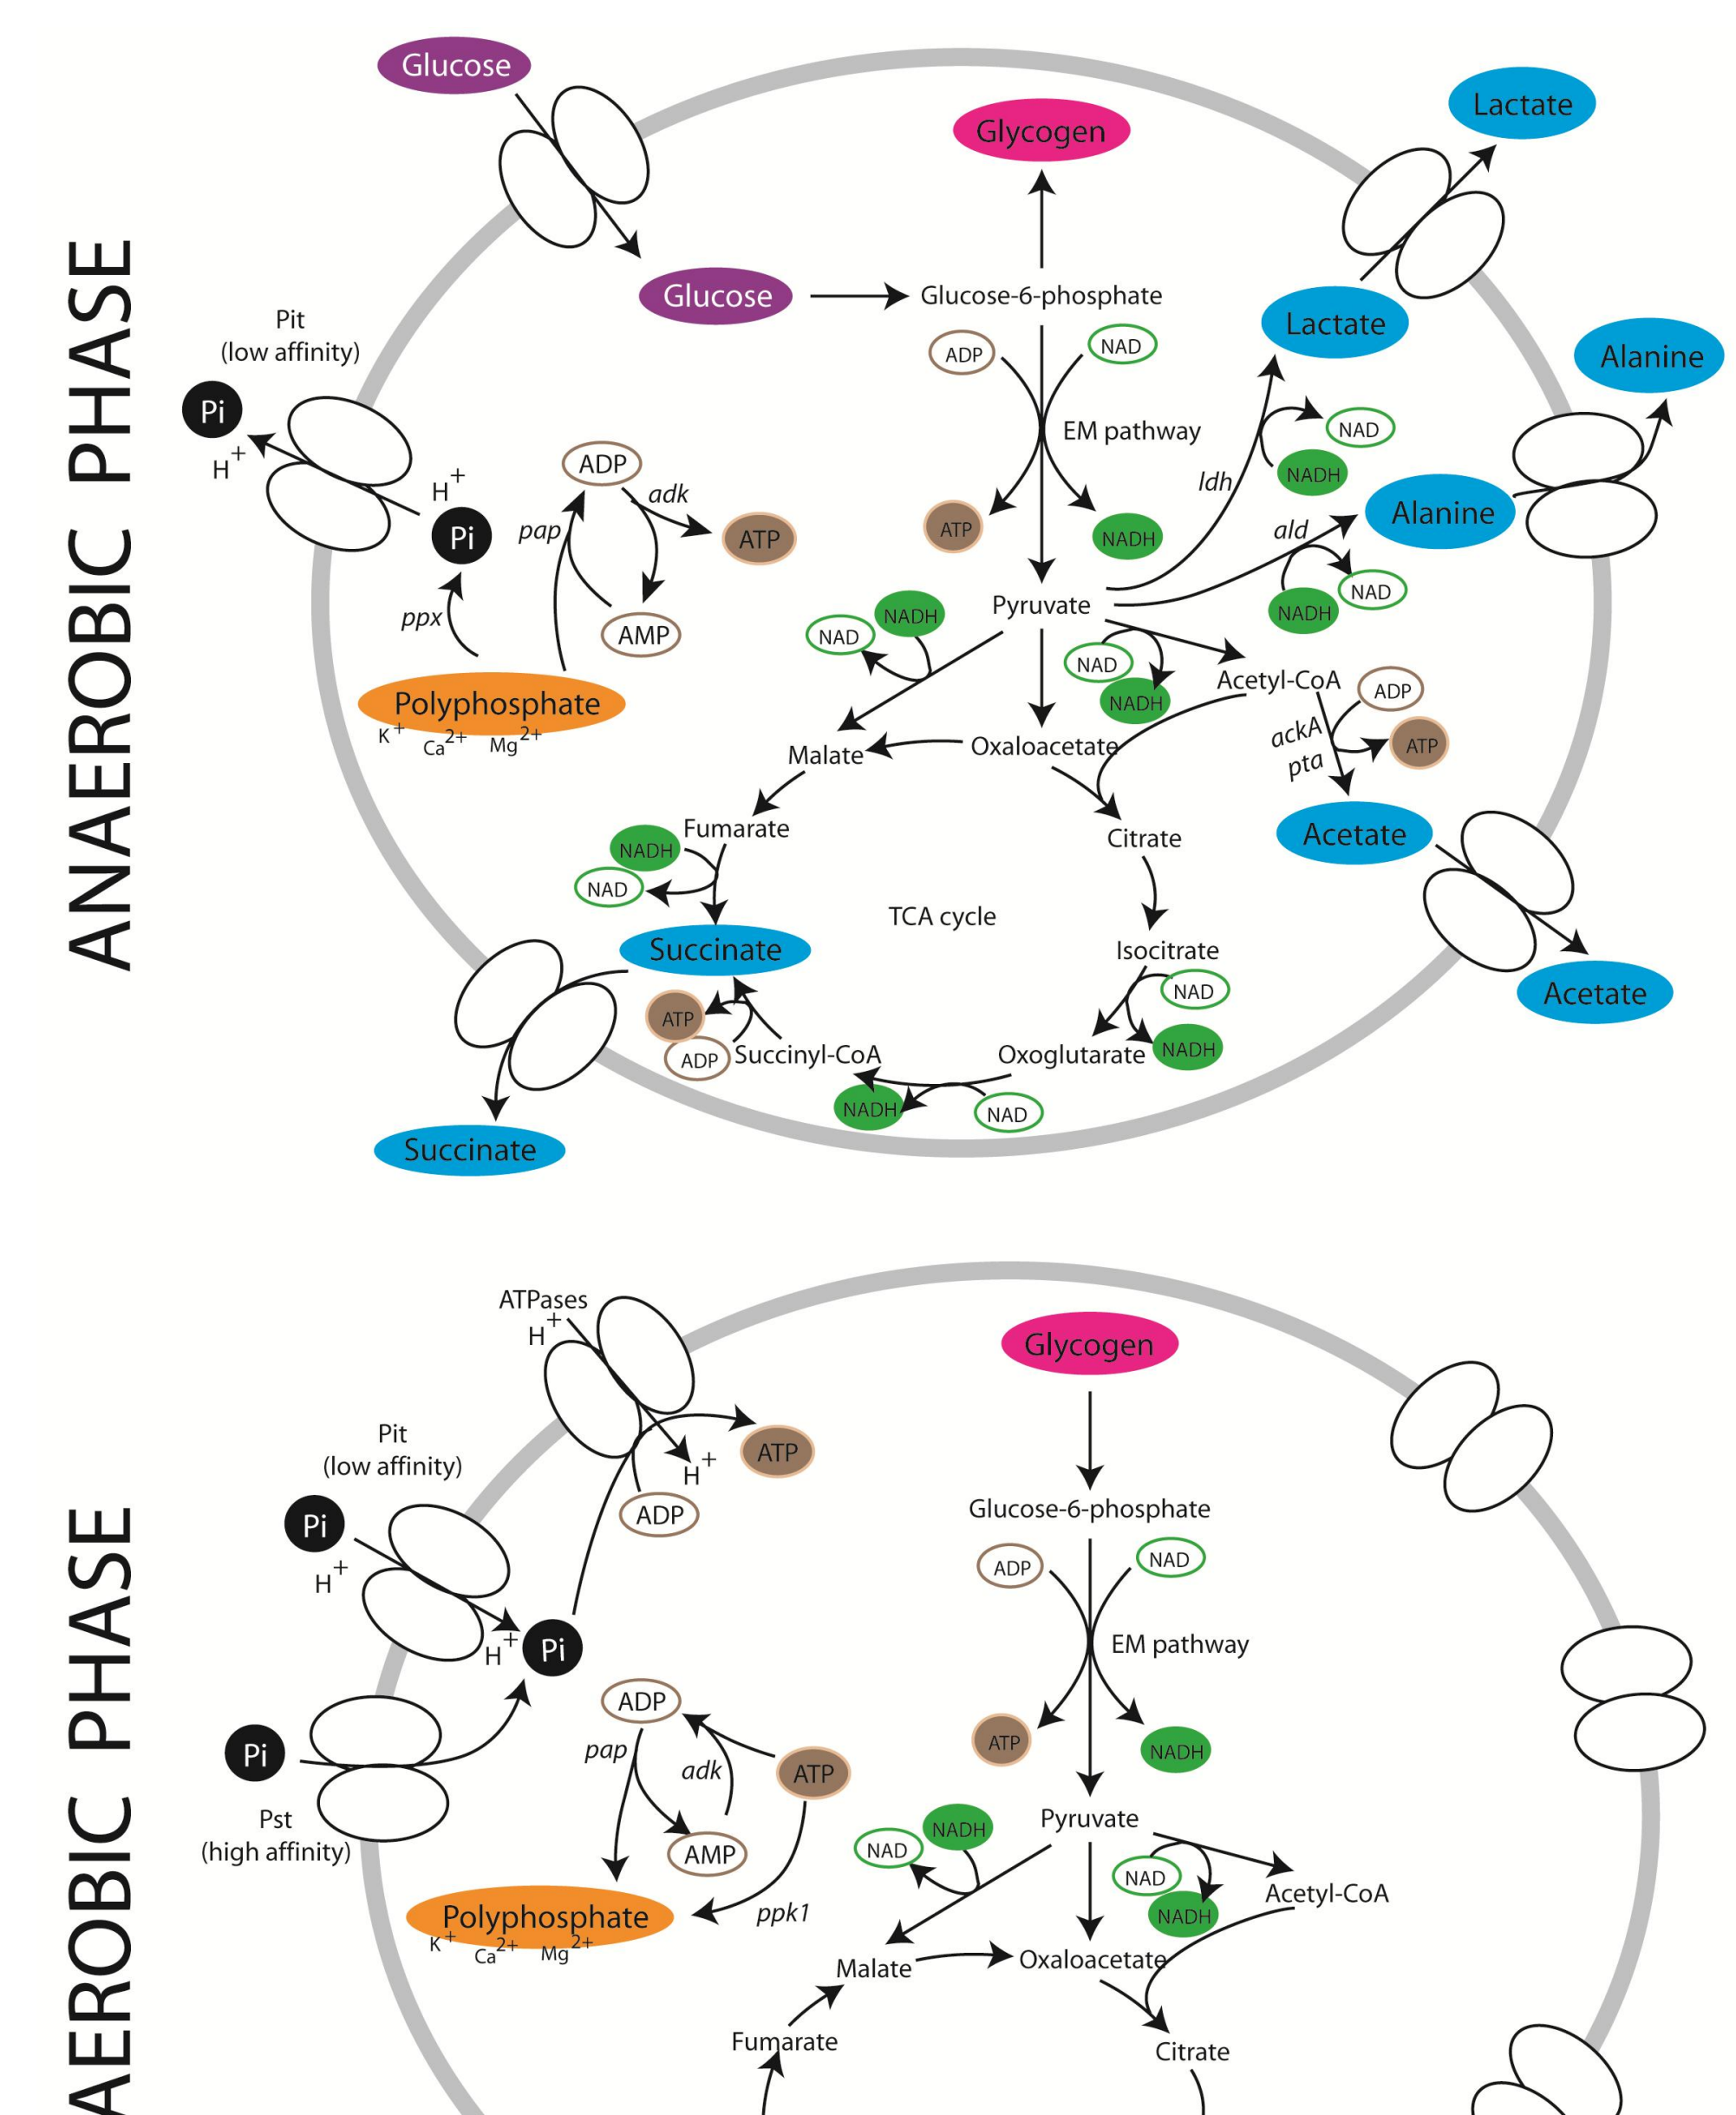 ANAEROBIC PHASE
Glucose
Glycogen
Lactate
Glucose
Glucose-6-phosphate
Lactate
Pit
(low affinity)
Alanine
ADP
NAD
Pi
H+
EM pathway
NAD
NADH
ldh
H+
Pi
ADP
adk
pap
ATP
ATP
NADH
Alanine
ald
NAD
NADH
ppx
AMP
Pyruvate
NADH
NAD
NAD
NADH
Acetyl-CoA
ADP
ATP
ackA
pta
Polyphosphate
K+ Ca2+ Mg2+
Malate
Oxaloacetate
Fumarate
NADH
NAD
Citrate
Acetate
TCA cycle
Succinate
Isocitrate
NAD
Acetate
ATP
ADP
Succinyl-CoA
Oxoglutarate
NADH
NADH
NAD
Succinate
AEROBIC PHASE
ATPases
H+
Glycogen
Pit
(low affinity)
ATP
H+
ADP
Pi
H+
Glucose-6-phosphate
ADP
NAD
H+
Pi
EM pathway
ADP
pap
adk
ATP
ATP
NADH
Pi
Pst
(high affinity)
AMP
Pyruvate
NADH
NAD
NAD
NADH
Acetyl-CoA
Polyphosphate
K+ Ca2+ Mg2+
ppk1
Malate
Oxaloacetate
Fumarate
Citrate